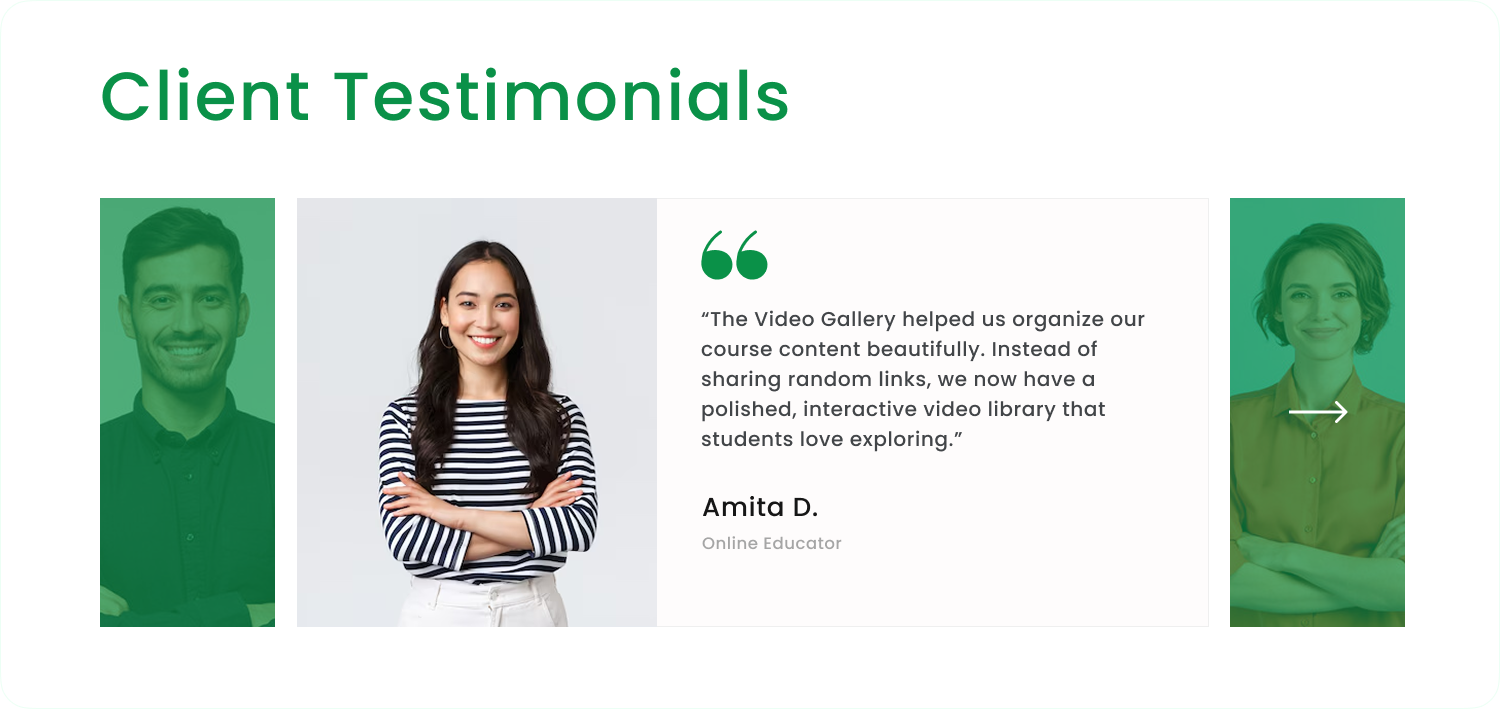 Client Testimonials
“The Video Gallery helped us organize our
course content beautifully. Instead of
sharing random links, we now have a
polished, interactive video library that
students love exploring.”
Amita D.
Online Educator